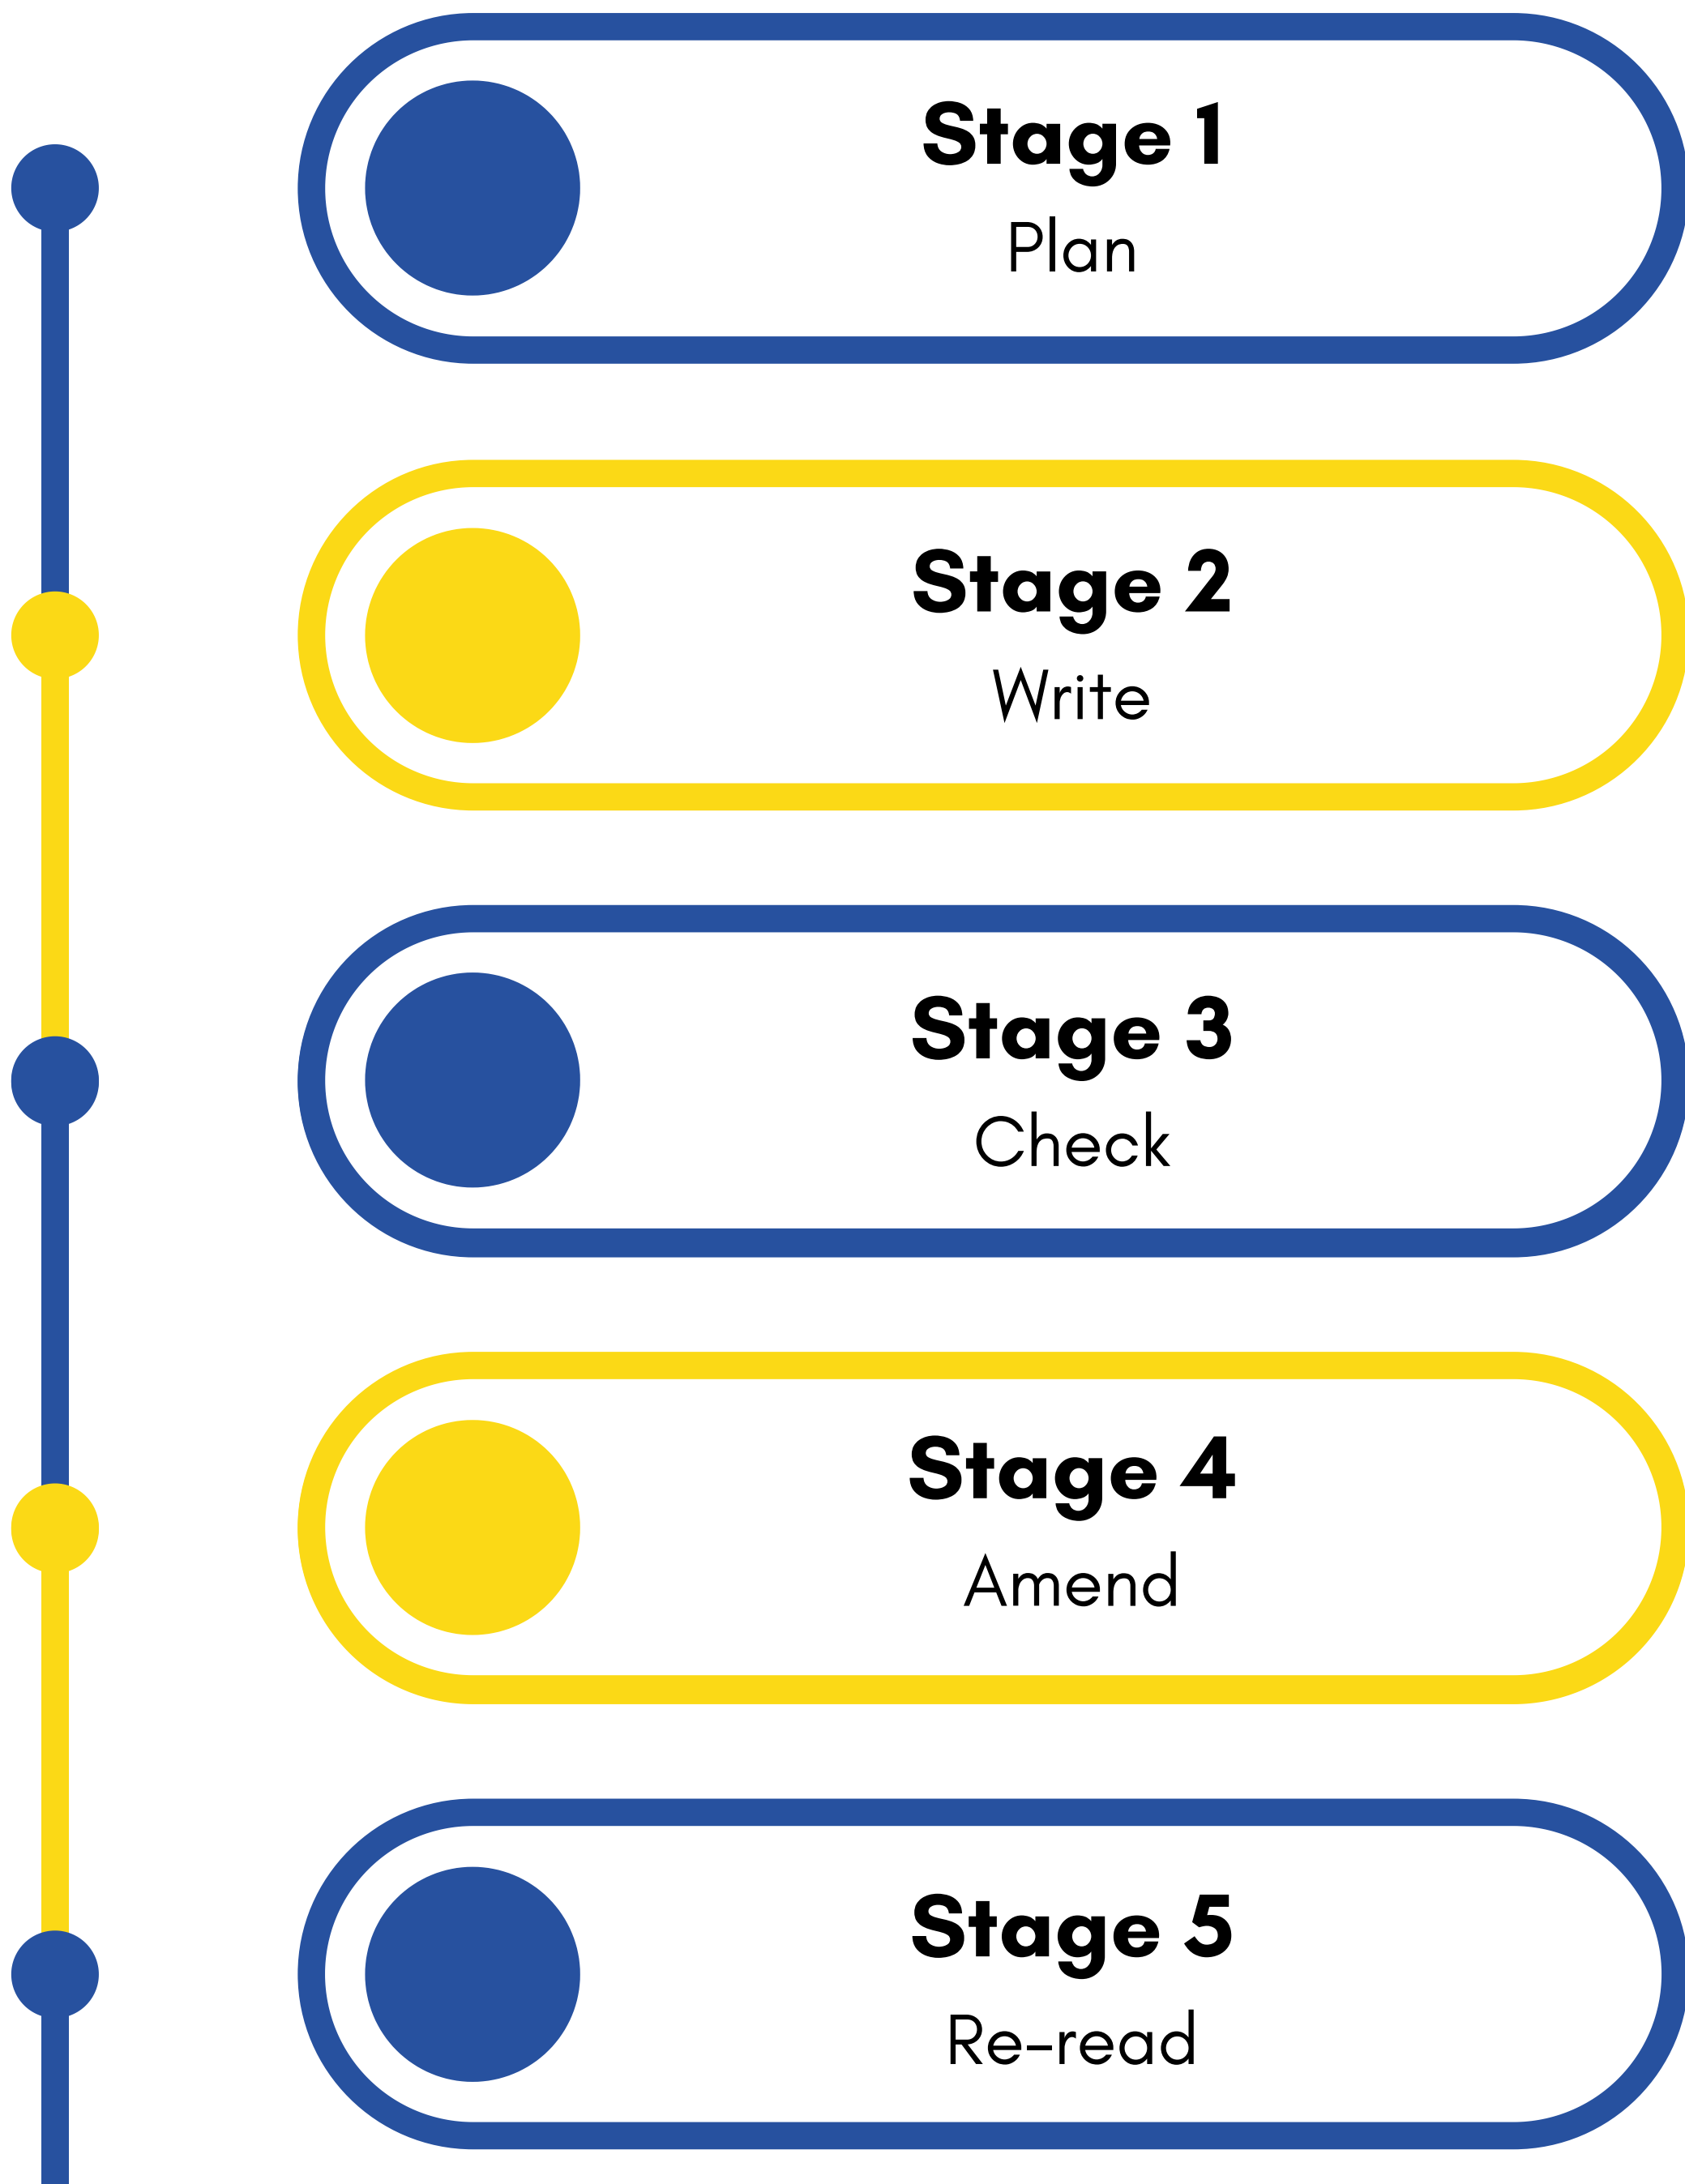 Stage 1
Plan
Stage 2
Write
Stage 3
Check
Stage 4
Amend
Stage 5
Re-read